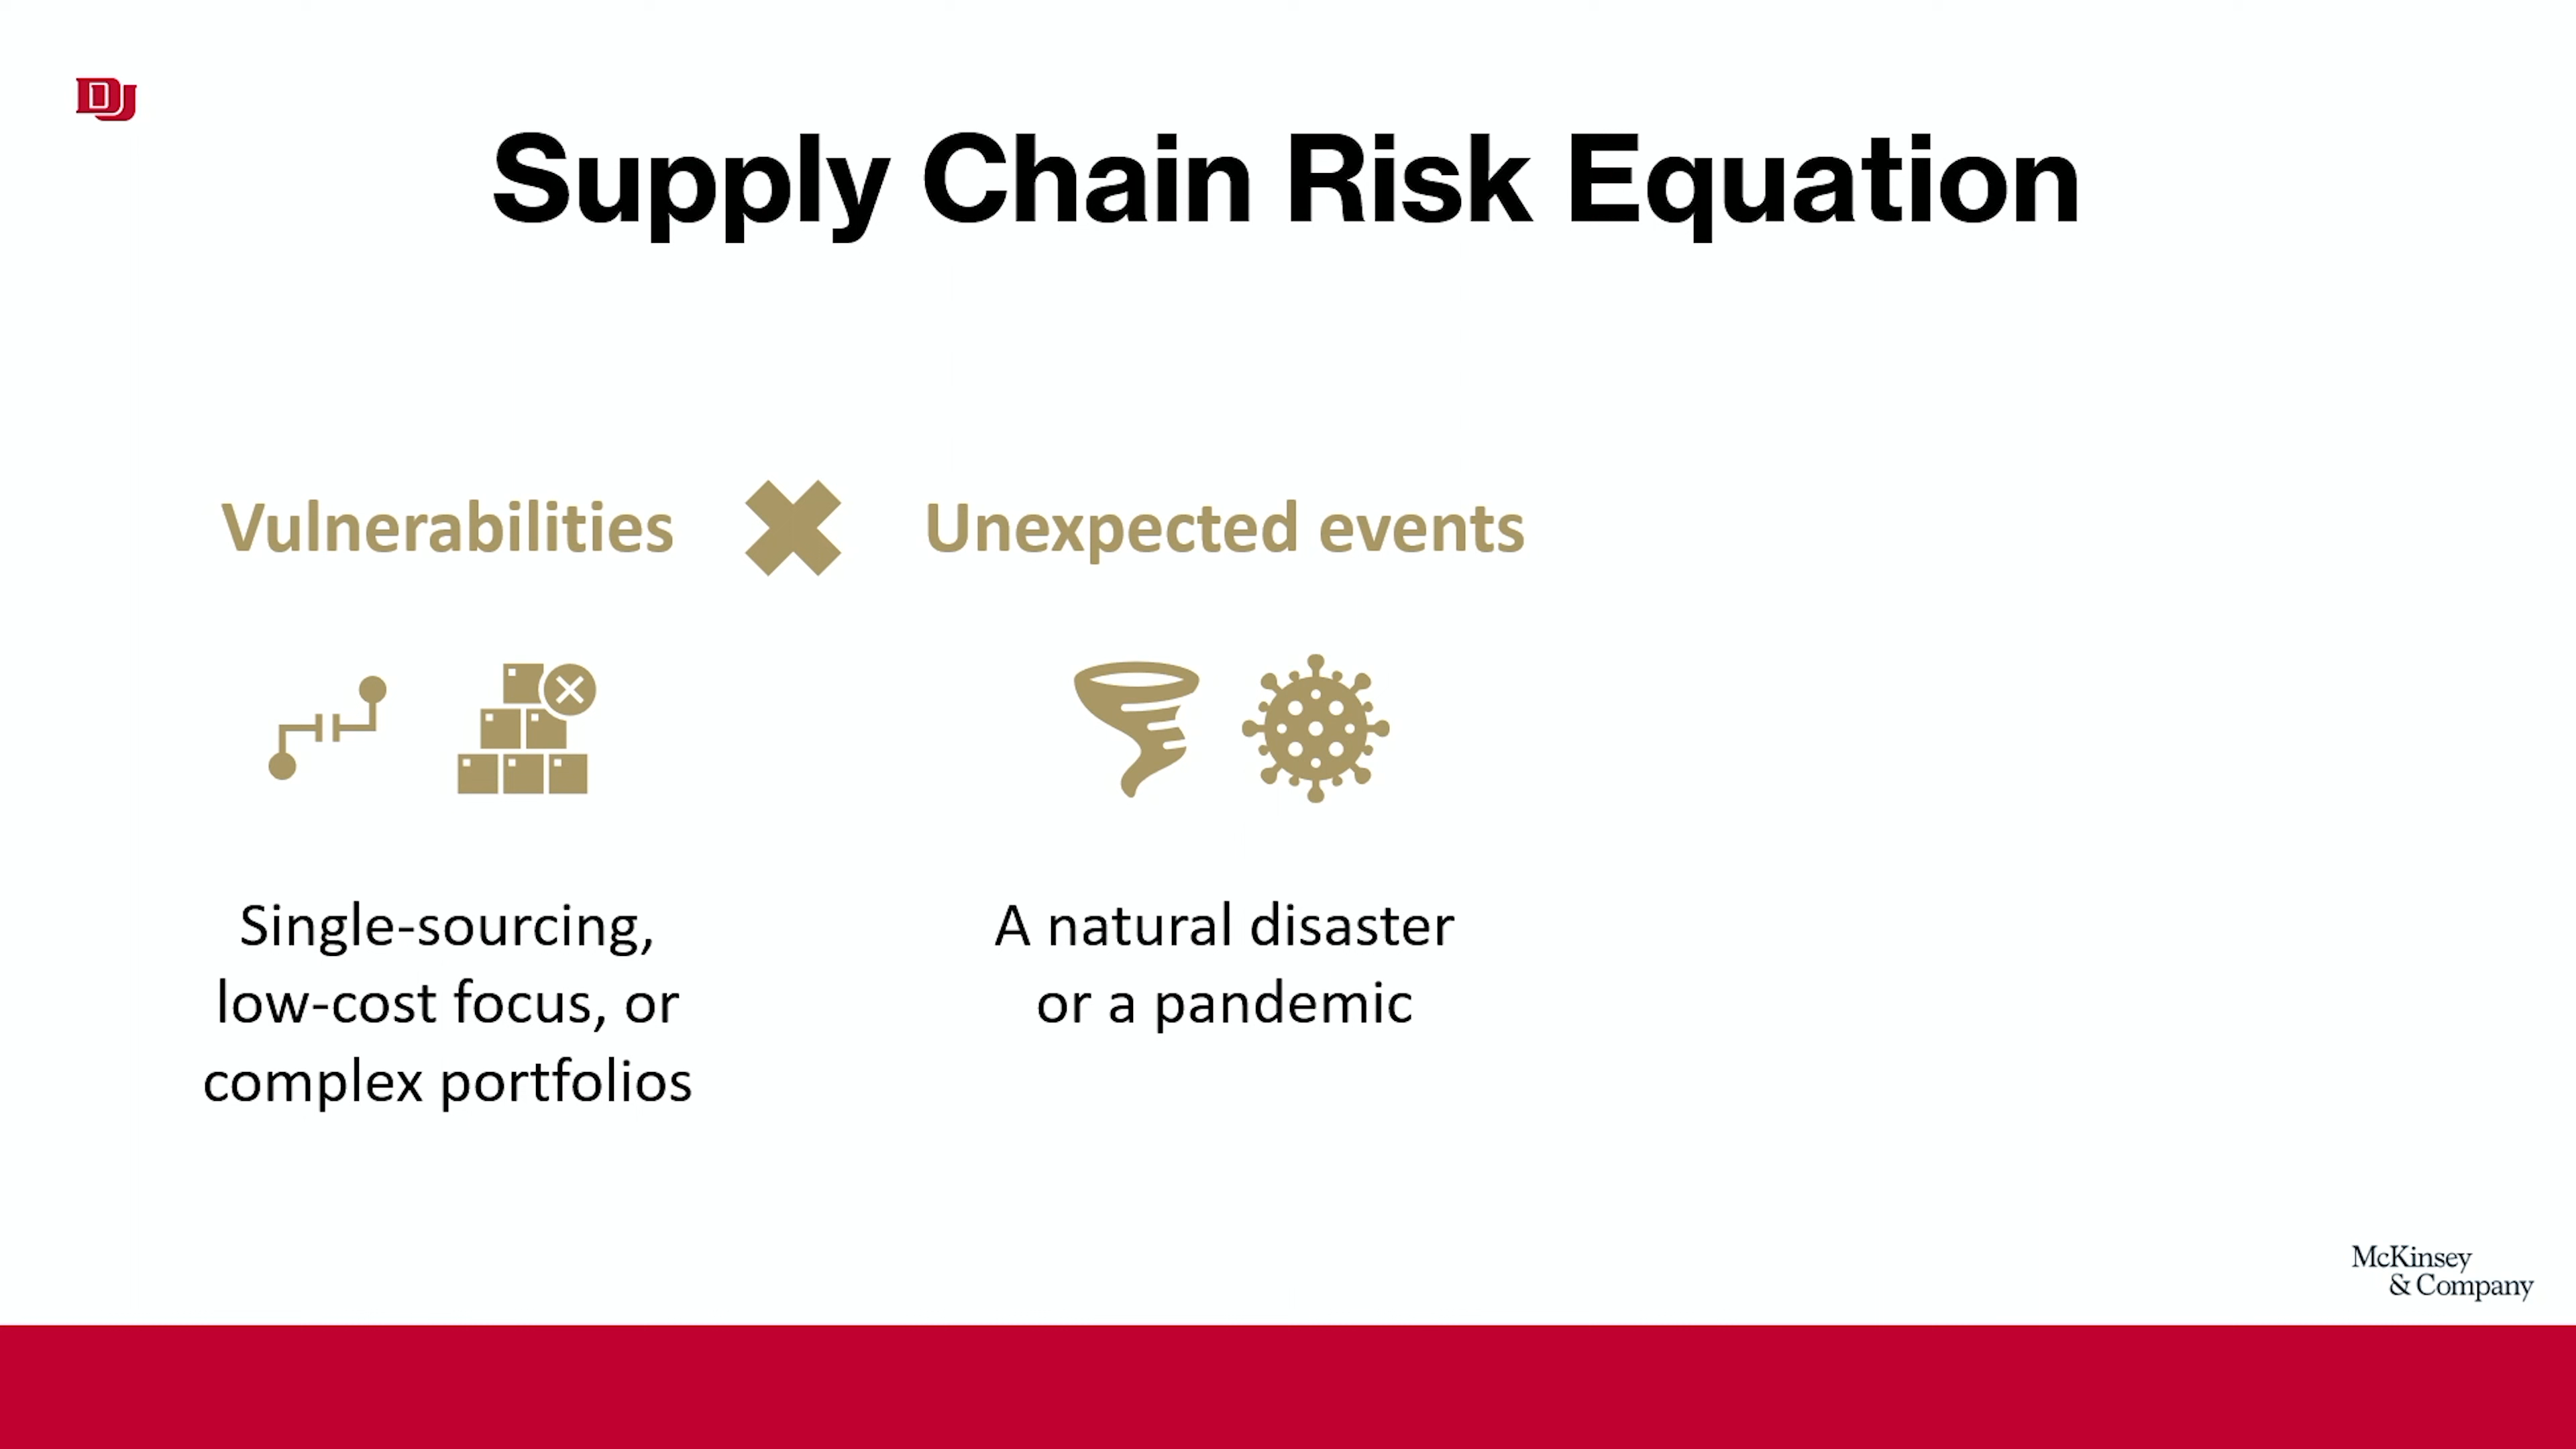 DU
Supply Chain Risk Equation
Vulnerabilities
Unexpected events
Single-sourcing,
low-cost focus, or
complex portfolios
A natural disaster
or a pandemic
McKinsey
& Company